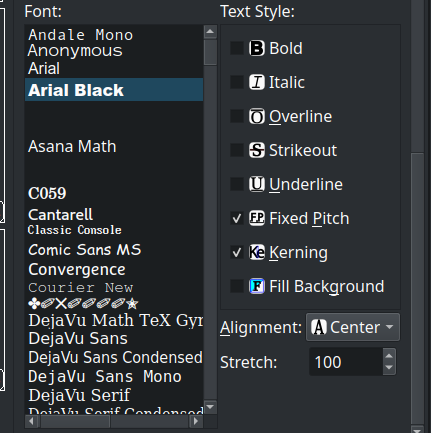 Font:
Andale Mono
Anonymous
Arial
Arial Black
Asana Math
C059
Cantarell
Classic Console
Comic Sans MS
Convergence
Courier New
DejaVu Math TeX Gyr
DejaVu Sans
DejaVu Sans Condensed
DejaVu Sans Mono
DejaVu Serif
DejaVu Serif Condensed
Text Style:
B Bold
I Italic
O Overline
S Strikeout
U Underline
FP Fixed Pitch
Ke Kerning
F Fill Background
Alignment: A Center
Stretch: 100